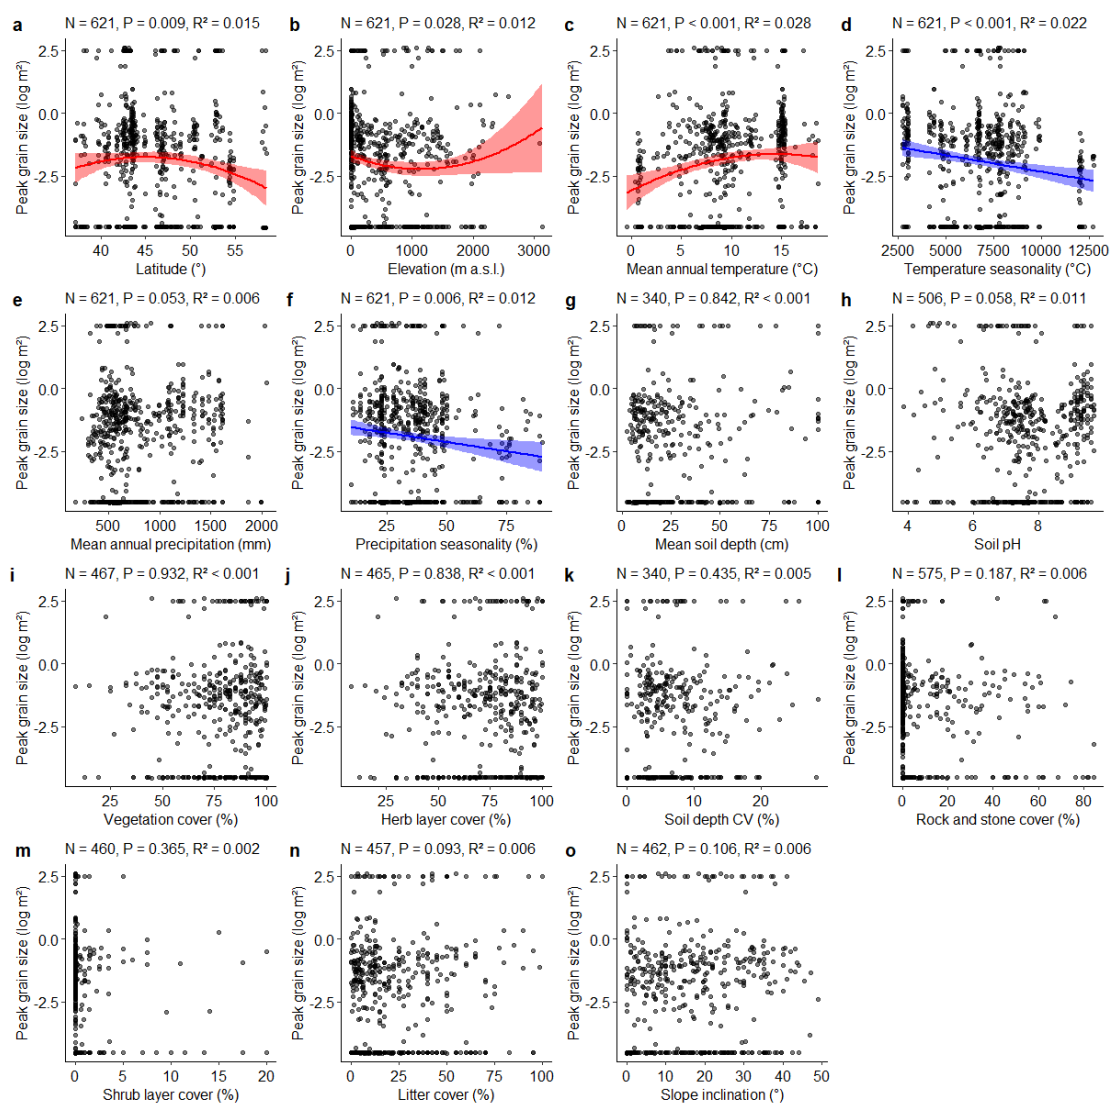 a N = 621, P = 0.009, R² = 0.015
b N = 621, P = 0.028, R² = 0.012
c N = 621, P < 0.001, R² = 0.028
d N = 621, P < 0.001, R² = 0.022
Peak grain size (log m²)
2.5
0.0
-2.5
40 45 50 55
Latitude (°)
Peak grain size (log m²)
2.5
0.0
-2.5
0 1000 2000 3000
Elevation (m a.s.l.)
Peak grain size (log m²)
2.5
0.0
-2.5
0 5 10 15
Mean annual temperature (°C)
Peak grain size (log m²)
2.5
0.0
-2.5
2500 5000 7500 10000 12500
Temperature seasonality (°C)
e N = 621, P = 0.053, R² = 0.006
f N = 621, P = 0.006, R² = 0.012
g N = 340, P = 0.842, R² < 0.001
h N = 506, P = 0.058, R² = 0.011
Peak grain size (log m²)
2.5
0.0
-2.5
500 1000 1500 2000
Mean annual precipitation (mm)
Peak grain size (log m²)
2.5
0.0
-2.5
25 50 75
Precipitation seasonality (%)
Peak grain size (log m²)
2.5
0.0
-2.5
0 25 50 75 100
Mean soil depth (cm)
Peak grain size (log m²)
2.5
0.0
-2.5
4 6 8
Soil pH
i N = 467, P = 0.932, R² < 0.001
j N = 465, P = 0.838, R² < 0.001
k N = 340, P = 0.435, R² = 0.005
l N = 575, P = 0.187, R² = 0.006
Peak grain size (log m²)
2.5
0.0
-2.5
25 50 75 100
Vegetation cover (%)
Peak grain size (log m²)
2.5
0.0
-2.5
25 50 75 100
Herb layer cover (%)
Peak grain size (log m²)
2.5
0.0
-2.5
0 10 20
Soil depth CV (%)
Peak grain size (log m²)
2.5
0.0
-2.5
0 20 40 60 80
Rock and stone cover (%)
m N = 460, P = 0.365, R² = 0.002
n N = 457, P = 0.093, R² = 0.006
o N = 462, P = 0.106, R² = 0.006
Peak grain size (log m²)
2.5
0.0
-2.5
0 5 10 15 20
Shrub layer cover (%)
Peak grain size (log m²)
2.5
0.0
-2.5
0 25 50 75 100
Litter cover (%)
Peak grain size (log m²)
2.5
0.0
-2.5
0 10 20 30 40 50
Slope inclination (°)